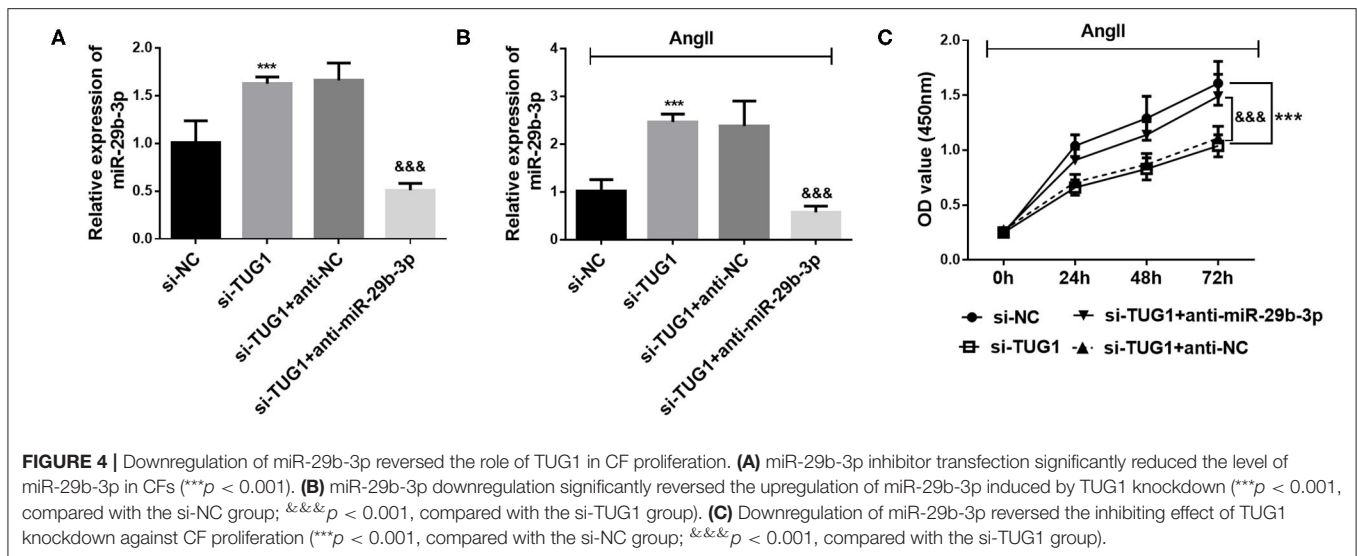 A
Relative expression of
miR-29b-3p
2.0
1.5
1.0
0.5
0.0
***
&&&
si-NC
si-TUG1
si-TUG1+anti-NC
si-TUG1+anti-miR-29b-3p
B
AngII
Relative expression of
miR-29b-3p
4
3
2
1
0
***
&&&
si-NC
si-TUG1
si-TUG1+anti-NC
si-TUG1+anti-miR-29b-3p
C
AngII
OD value (450nm)
2.0
1.5
1.0
0.5
0.0
&&& ***
0h 24h 48h 72h
si-NC si-TUG1+anti-miR-29b-3p
si-TUG1 si-TUG1+anti-NC
FIGURE 4 | Downregulation of miR-29b-3p reversed the role of TUG1 in CF proliferation. (A) miR-29b-3p inhibitor transfection significantly reduced the level of
miR-29b-3p in CFs (***p < 0.001). (B) miR-29b-3p downregulation significantly reversed the upregulation of miR-29b-3p induced by TUG1 knockdown (***p < 0.001,
compared with the si-NC group; &&&p < 0.001, compared with the si-TUG1 group). (C) Downregulation of miR-29b-3p reversed the inhibiting effect of TUG1
knockdown against CF proliferation (***p < 0.001, compared with the si-NC group; &&&p < 0.001, compared with the si-TUG1 group).